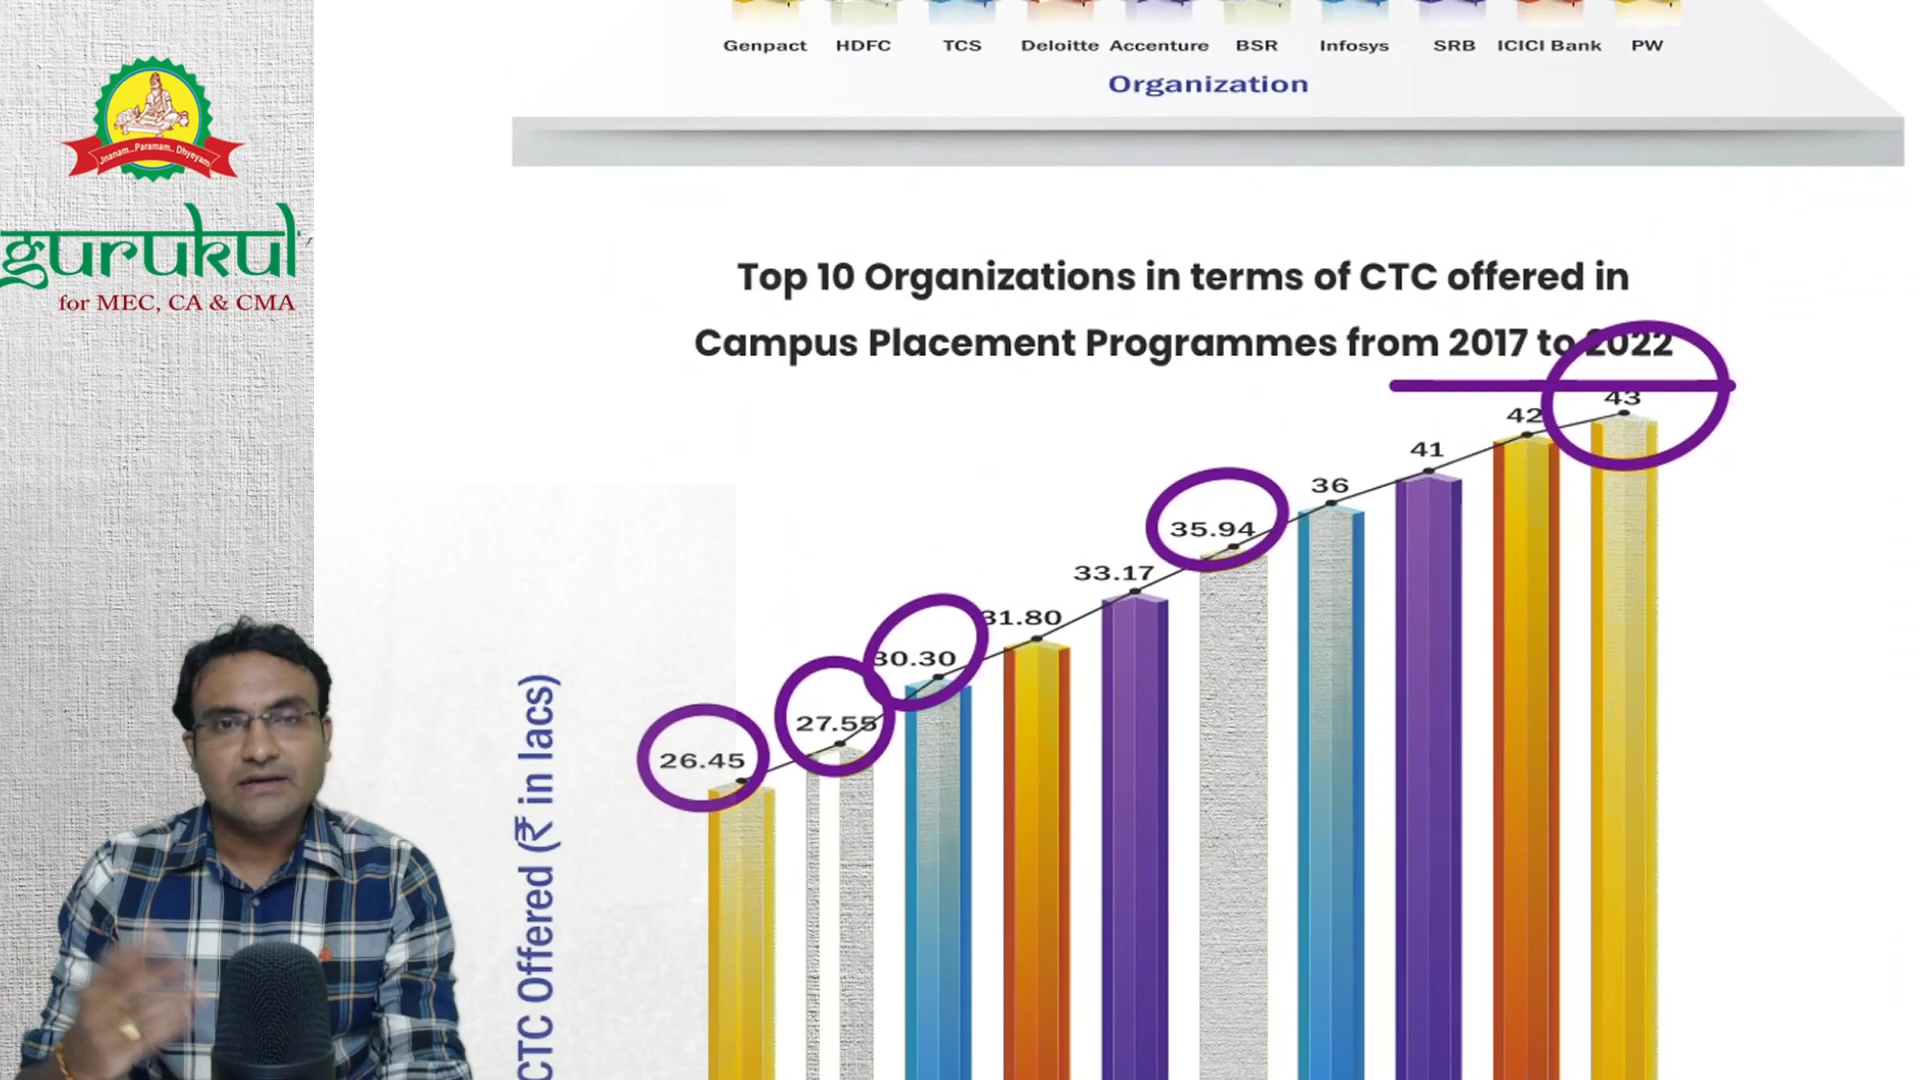 Genpact HDFC TCS Deloitte Accenture BSR Infosys SRB ICICI Bank PW
Organization
Jnanam...Paramam.. Dhyeyam
gurukul
for MEC, CA & CMA
Top 10 Organizations in terms of CTC offered in
Campus Placement Programmes from 2017 to 2022
43
42
41
36
35.94
33.17
31.80
30.30
27.55
26.45
CTC Offered (₹ in lacs)